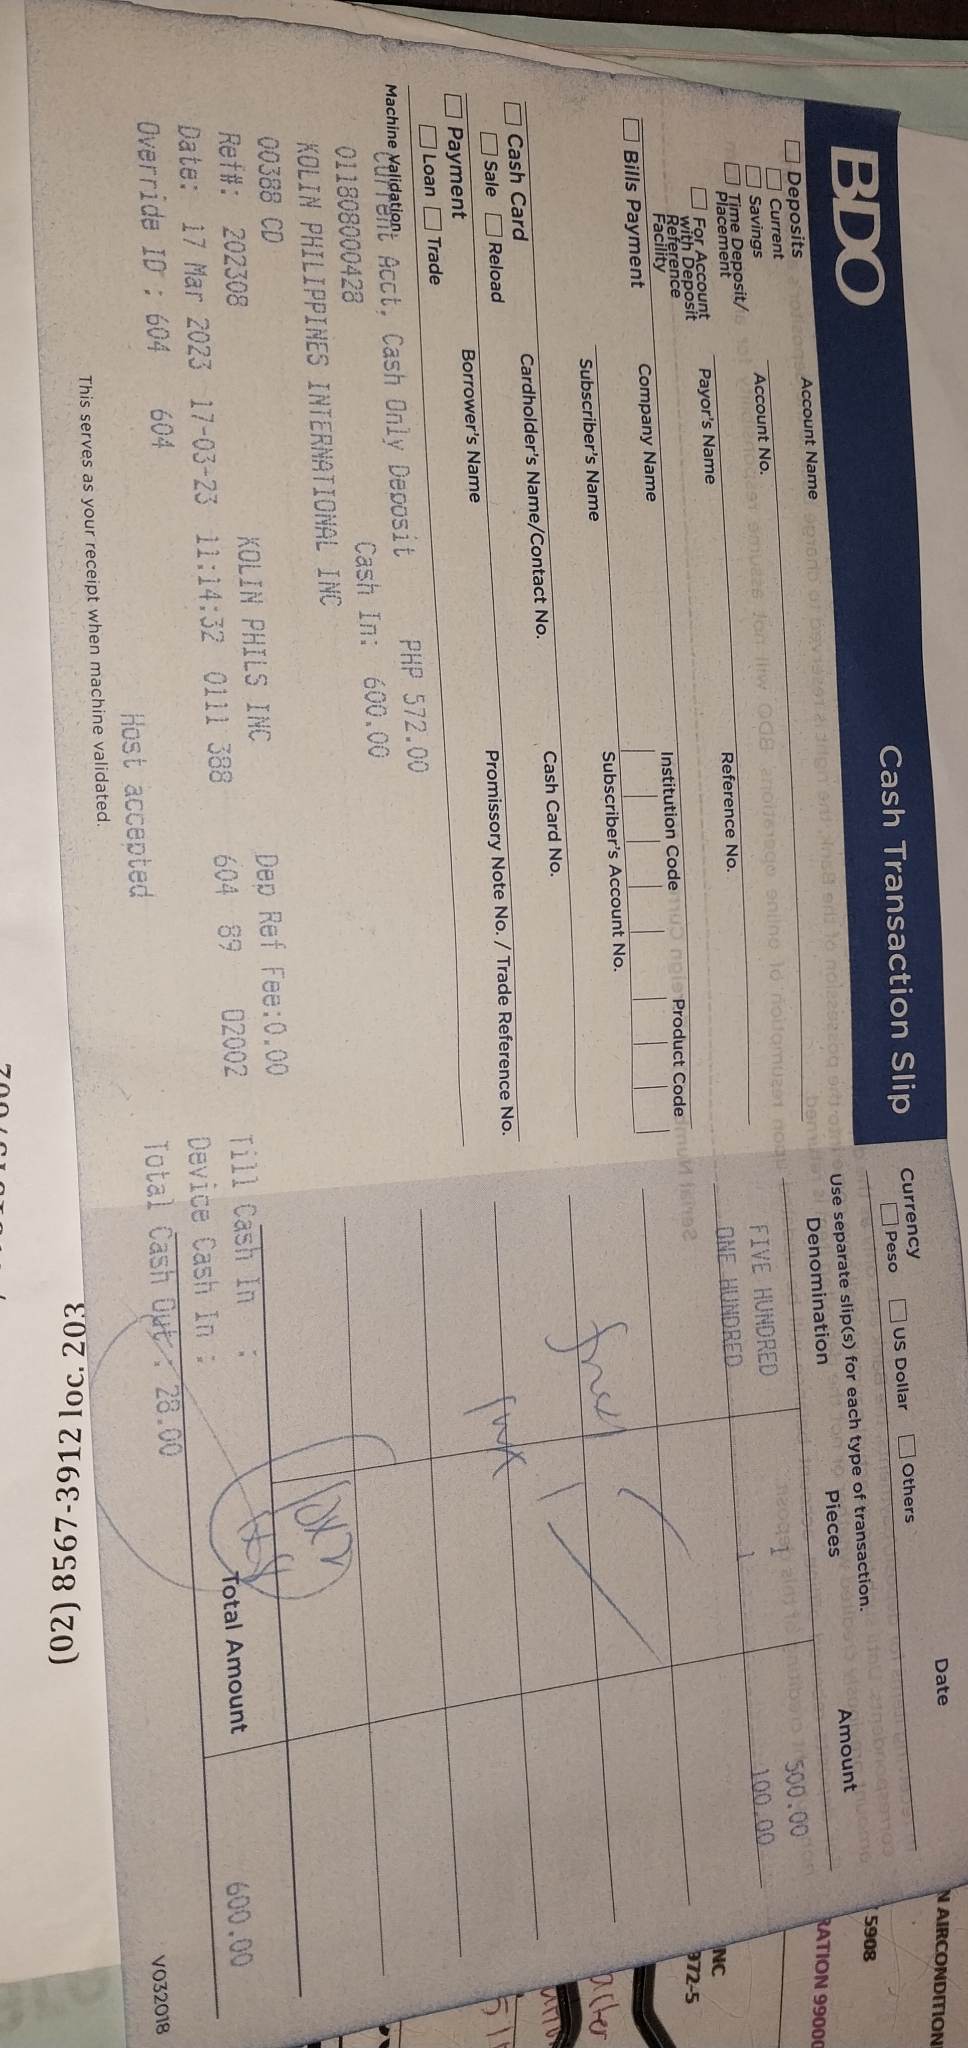 BDO
Cash Transaction Slip
Date
Currency
Peso
US Dollar
Others
Use separate slip(s) for each type of transaction.
Denomination
Pieces
Amount
FIVE HUNDRED 1 500.00
ONE HUNDRED 1 100.00
Total Amount 600.00
V032018
Deposits
Current
Savings
Time Deposit/
Placement
For Account
with Deposit
Reference
Facility
Account Name
Account No.
Payor's Name
Reference No.
Bills Payment
Company Name
Institution Code
Product Code
Subscriber's Name
Subscriber's Account No.
Cash Card
Sale
Reload
Cardholder's Name/Contact No.
Cash Card No.
Payment
Loan
Trade
Borrower's Name
Promissory Note No. / Trade Reference No.
Machine Validation
Current Acct, Cash Only Deposit PHP 572.00
011808000428 Cash In: 600.00
KOLIN PHILIPPINES INTERNATIONAL INC
00388 CD KOLIN PHILS INC Dep Ref Fee:0.00
Ref#: 202308
Date: 17 Mar 2023 17-03-23 11:14:32 0111 388 604 89 02002
Override ID : 604 604 Host accepted
Till Cash In :
Device Cash In :
Total Cash Out : 28.00
This serves as your receipt when machine validated.
(02) 8567-3912 loc. 203
N AIRCONDITION
5908
RATION 99000
NC
972-5